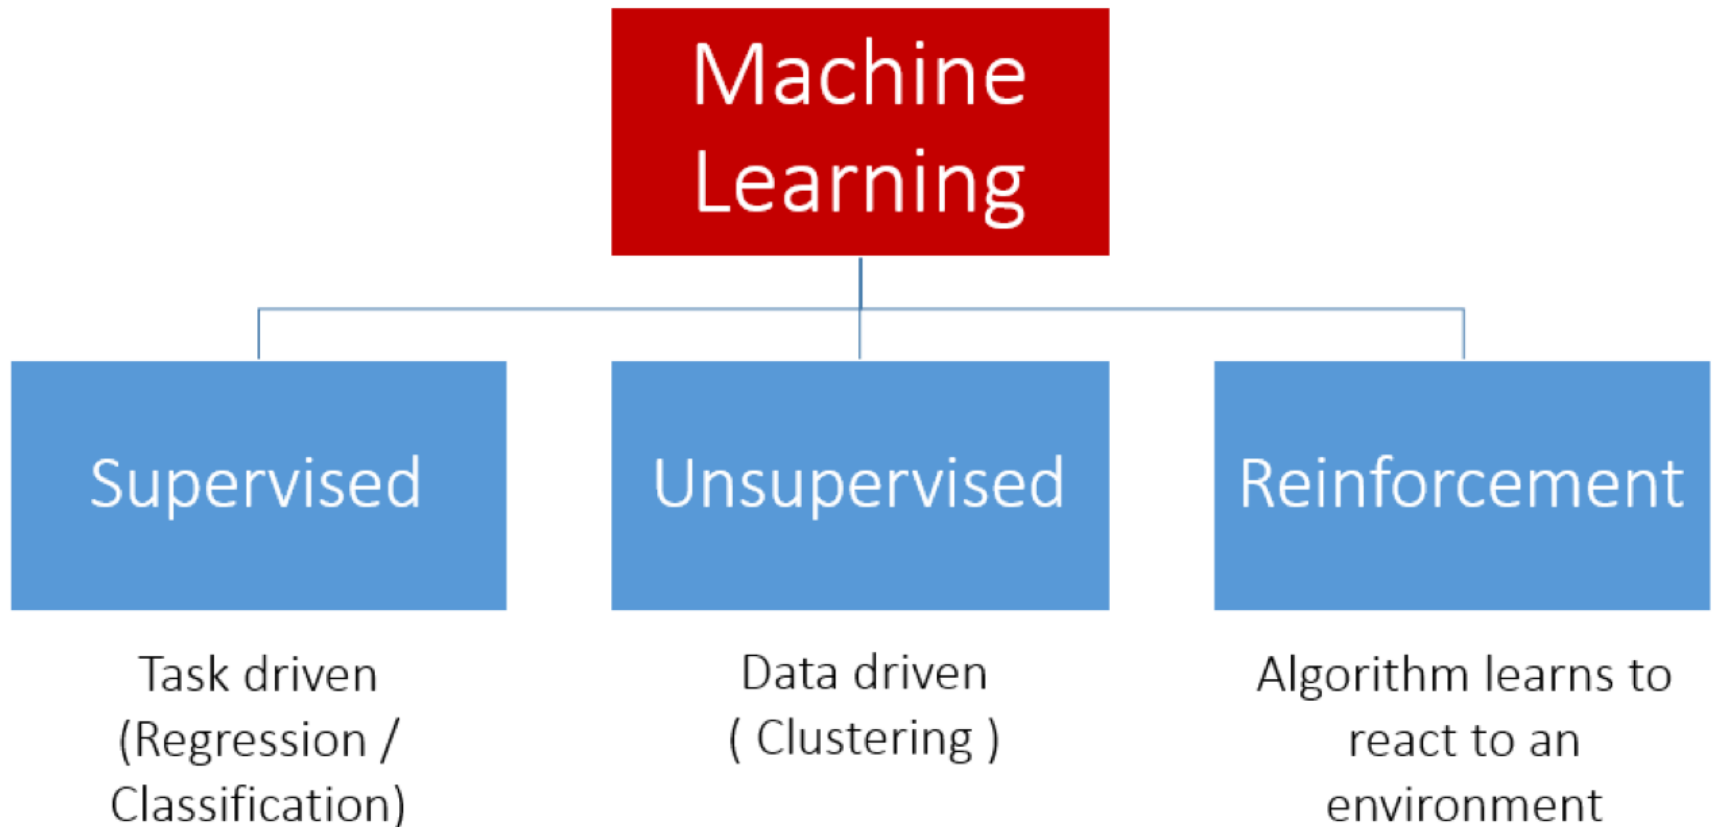 Machine
Learning
Supervised
Unsupervised
Reinforcement
Task driven
(Regression /
Classification)
Data driven
( Clustering )
Algorithm learns to
react to an
environment